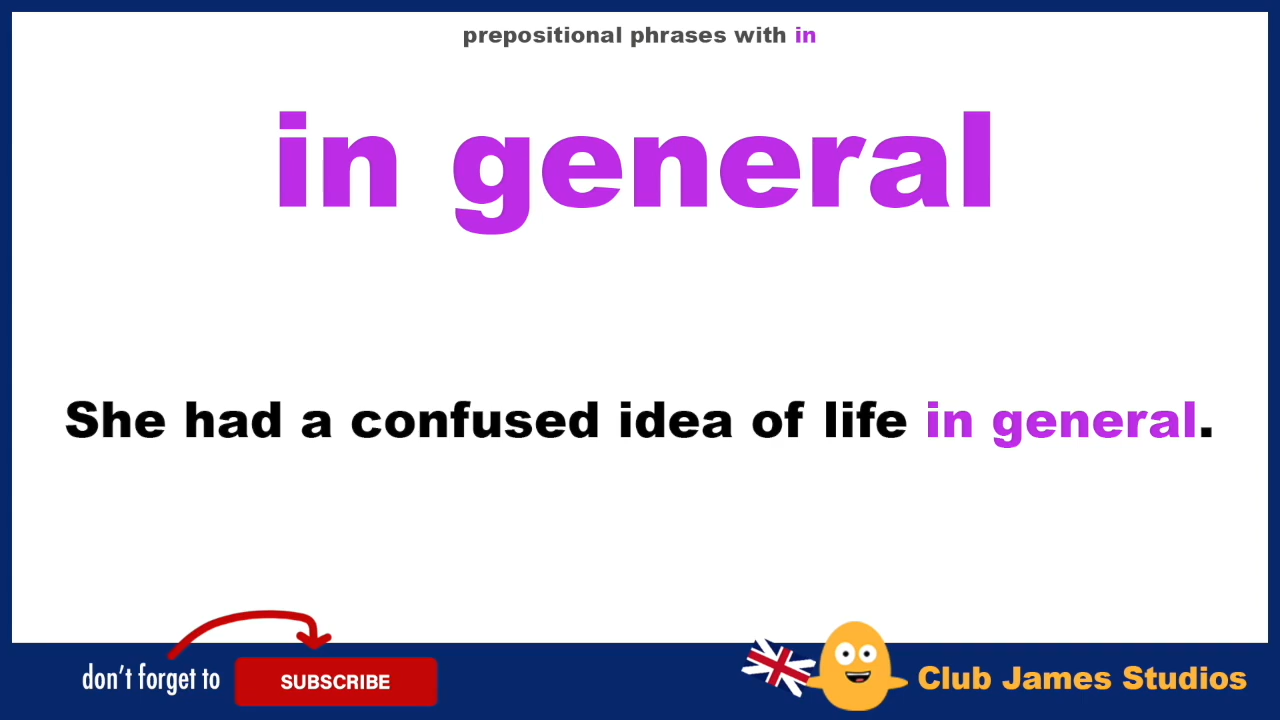 prepositional phrases with in
in general
She had a confused idea of life in general.
don't forget to
SUBSCRIBE
Club James Studios